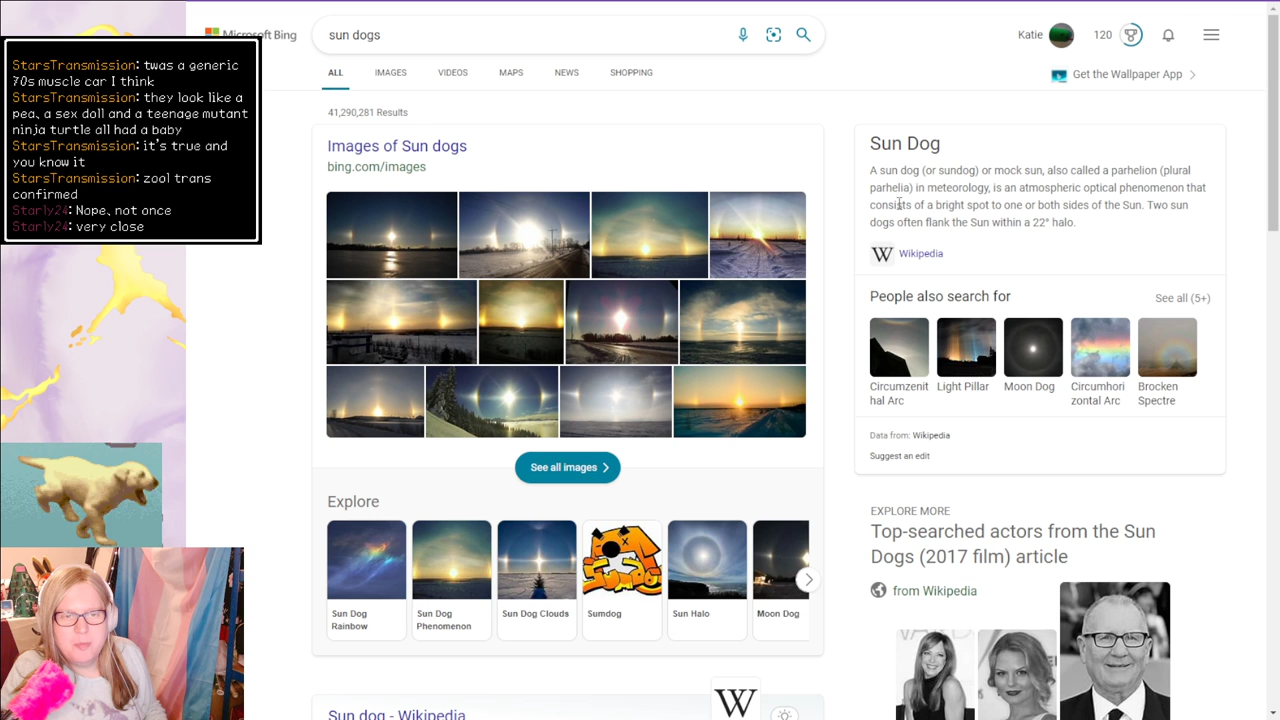 StarsTransmission: twas a generic
70s muscle car I think
StarsTransmission: they look like a
pea, a sex doll and a teenage mutant
ninja turtle all had a baby
StarsTransmission: it's true and
you know it
StarsTransmission: zool trans
confirmed
Starly24: Nope, not once
Starly24: very close
Microsoft Bing
sun dogs
Katie
120
ALL
IMAGES
VIDEOS
MAPS
NEWS
SHOPPING
Get the Wallpaper App
41,290,281 Results
Images of Sun dogs
bing.com/images
See all images
Explore
Sun Dog
Rainbow
Sun Dog
Phenomenon
Sun Dog Clouds
Sumdog
Sun Halo
Moon Dog
Sun dog - Wikipedia
W
Sun Dog
A sun dog (or sundog) or mock sun, also called a parhelion (plural
parhelia) in meteorology, is an atmospheric optical phenomenon that
consists of a bright spot to one or both sides of the Sun. Two sun
dogs often flank the Sun within a 22° halo.
W
Wikipedia
People also search for
See all (5+)
Circumzenit
hal Arc
Light Pillar
Moon Dog
Circumhori
zontal Arc
Brocken
Spectre
Data from: Wikipedia
Suggest an edit
EXPLORE MORE
Top-searched actors from the Sun
Dogs (2017 film) article
from Wikipedia